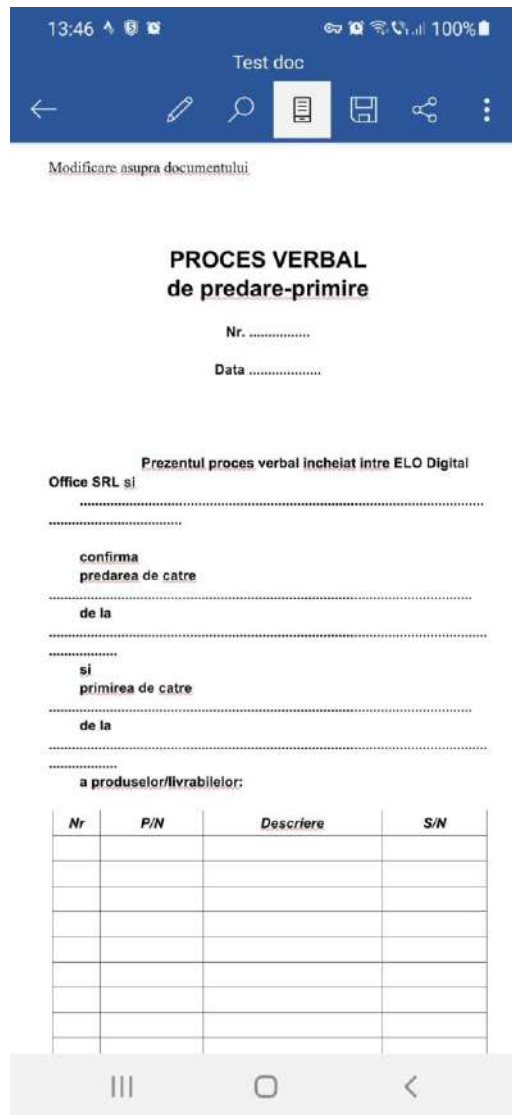 13:46 100%
Test doc
Modificare asupra documentului
PROCES VERBAL
de predare-primire
Nr. ................
Data ...................
Prezentul proces verbal incheiat intre ELO Digital
Office SRL si
....................................................................................................
.................................
confirma
predarea de catre
.........................................................................................................
de la
.............................................................................................................
.................
si
primirea de catre
.........................................................................................................
de la
.............................................................................................................
.................
a produselor/livrabilelor:
Nr P/N Descriere S/N